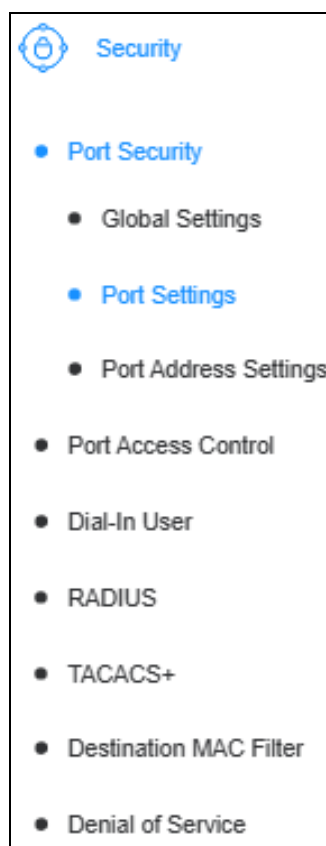 Security
Port Security
Global Settings
Port Settings
Port Address Settings
Port Access Control
Dial-In User
RADIUS
TACACS+
Destination MAC Filter
Denial of Service